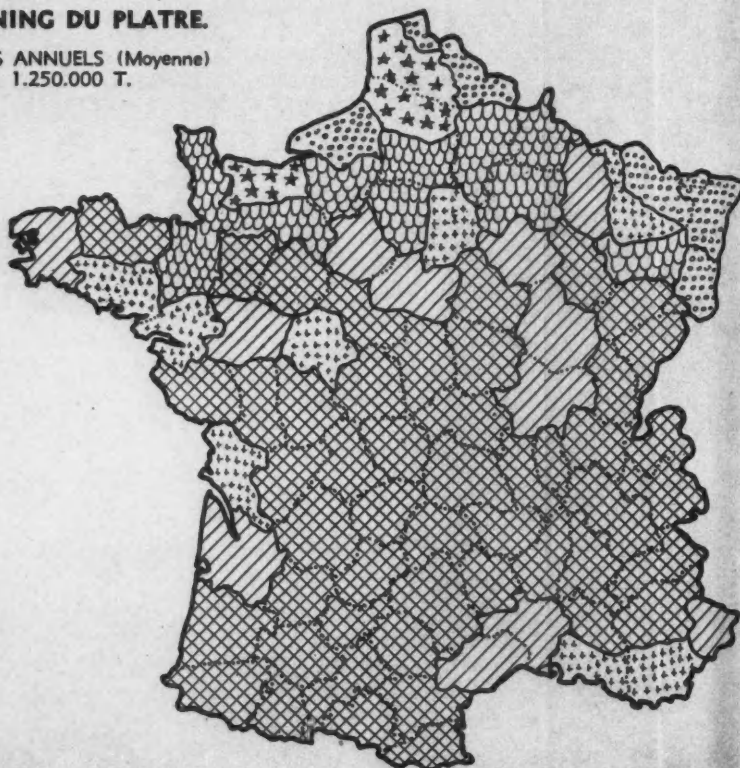 NING DU PLATRE.
S ANNUELS (Moyenne)
1.250.000 T.